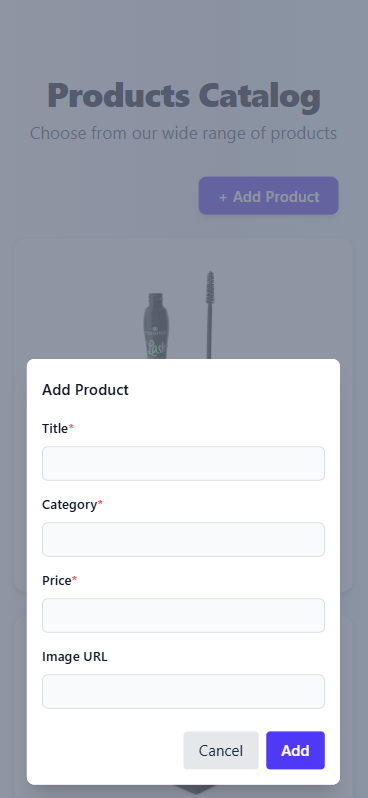 Products Catalog
Choose from our wide range of products
+ Add Product
Lash
Add Product
Title*
Category*
Price*
Image URL
Cancel
Add